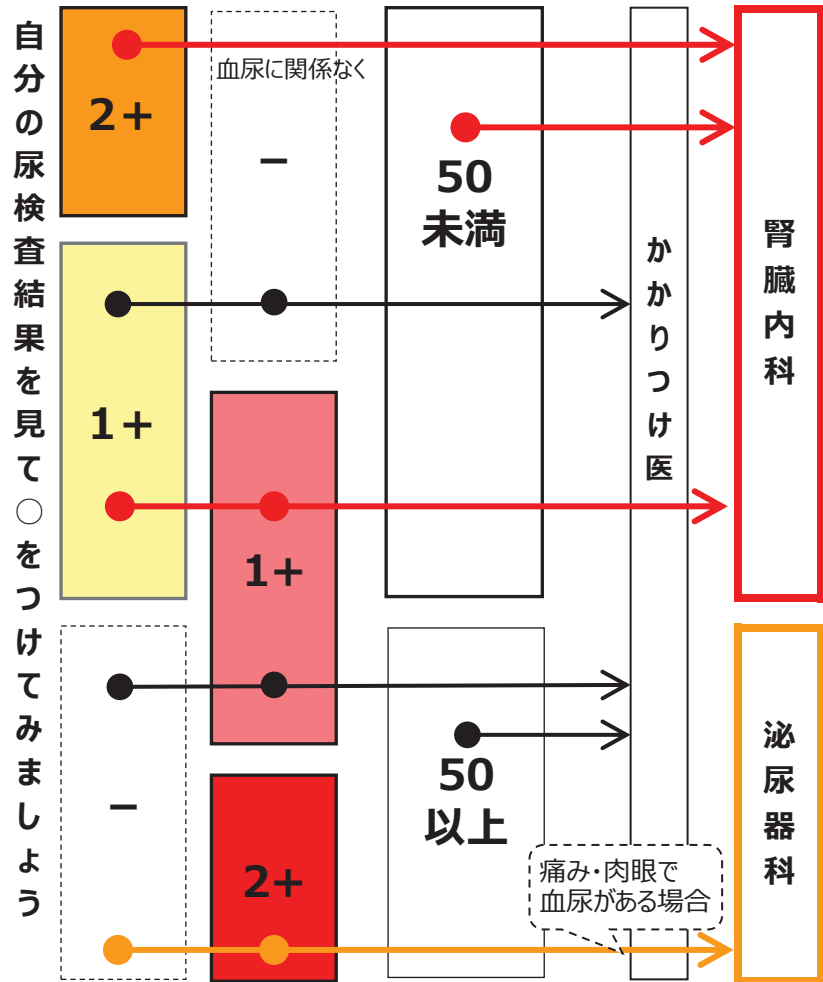 自分の尿検査結果を見て○をつけてみましょう
2+
1+
−
血尿に関係なく
−
1+
2+
50
未満
50
以上
かかりつけ医
痛み・肉眼で
血尿がある場合
腎臓内科
泌尿器科